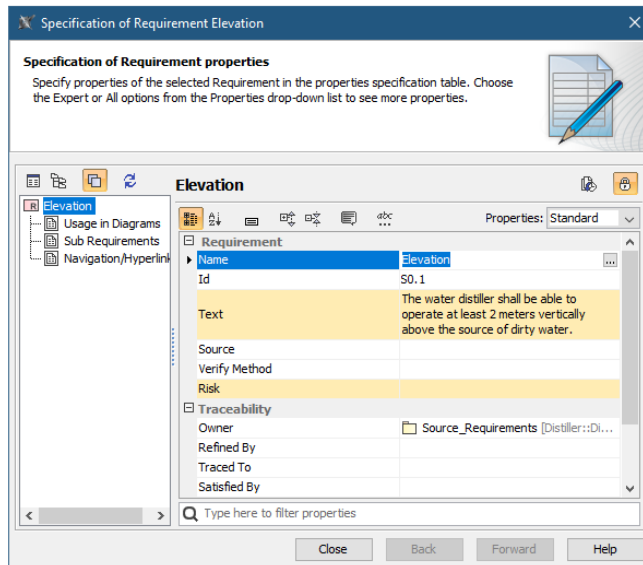 Specification of Requirement Elevation
Specification of Requirement properties
Specify properties of the selected Requirement in the properties specification table. Choose
the Expert or All options from the Properties drop-down list to see more properties.
Elevation
R Elevation
Usage in Diagrams
Sub Requirements
Navigation/Hyperlink
abc
Properties: Standard
Requirement
Name Elevation ...
Id S0.1
Text The water distiller shall be able to
operate at least 2 meters vertically
above the source of dirty water.
Source
Verify Method
Risk
Traceability
Owner Source_Requirements [Distiller::Di...
Refined By
Traced To
Satisfied By
Type here to filter properties
Close Back Forward Help